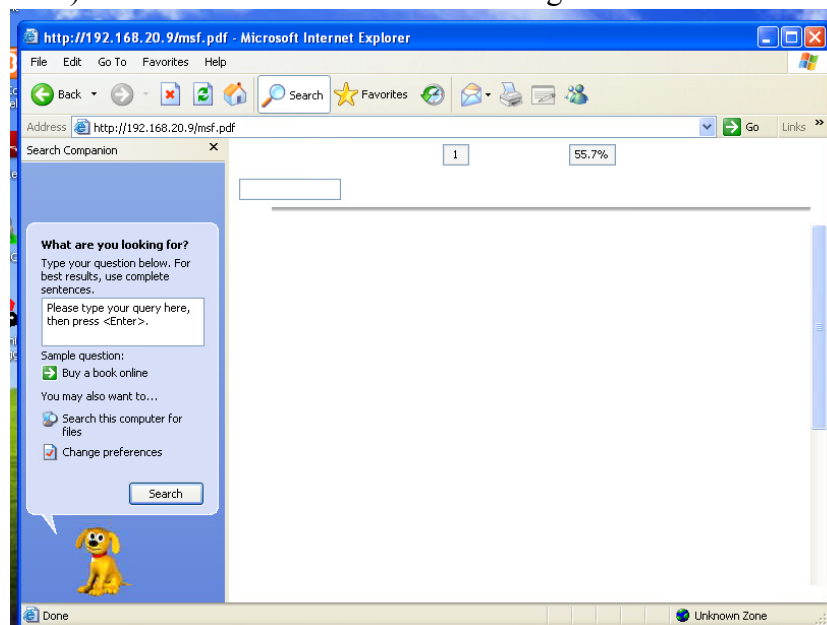 http://192.168.20.9/msf.pdf - Microsoft Internet Explorer
File Edit Go To Favorites Help
Back Search Favorites
Address http://192.168.20.9/msf.pdf Go Links »
Search Companion
1 55.7%
What are you looking for?
Type your question below. For
best results, use complete
sentences.
Please type your query here,
then press <Enter>.
Sample question:
Buy a book online
You may also want to...
Search this computer for
files
Change preferences
Search
Done Unknown Zone